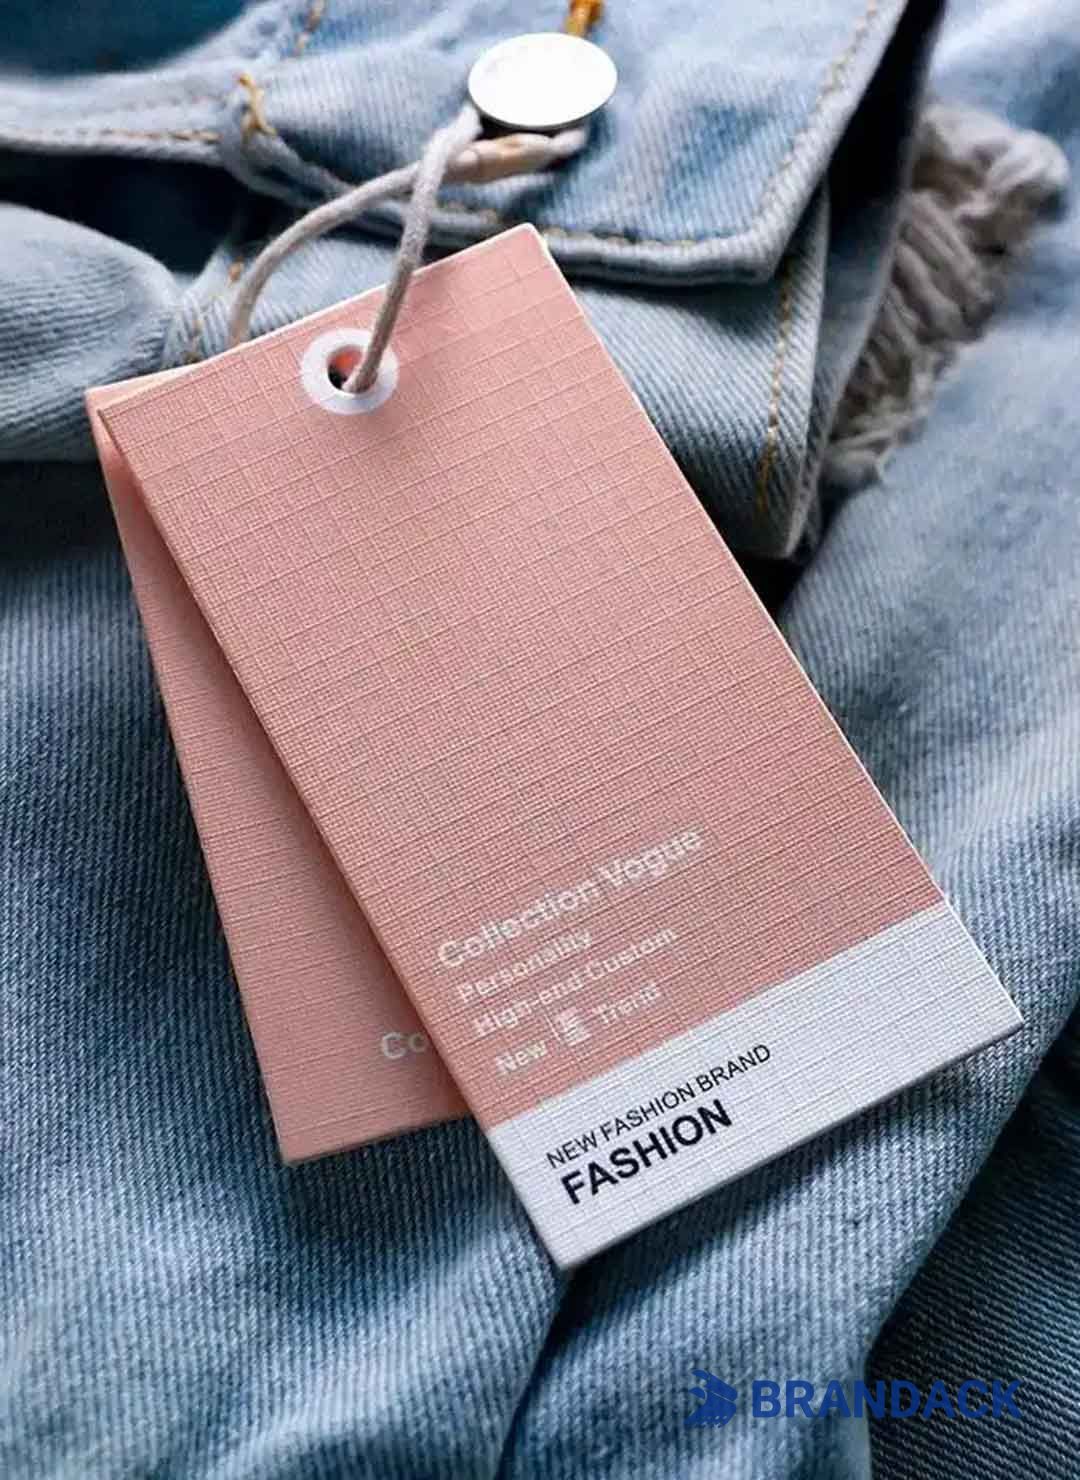 Collection Vogue
Personality
High-end Custom
New Trend
Co
NEW FASHION BRAND
FASHION
BRANDACK